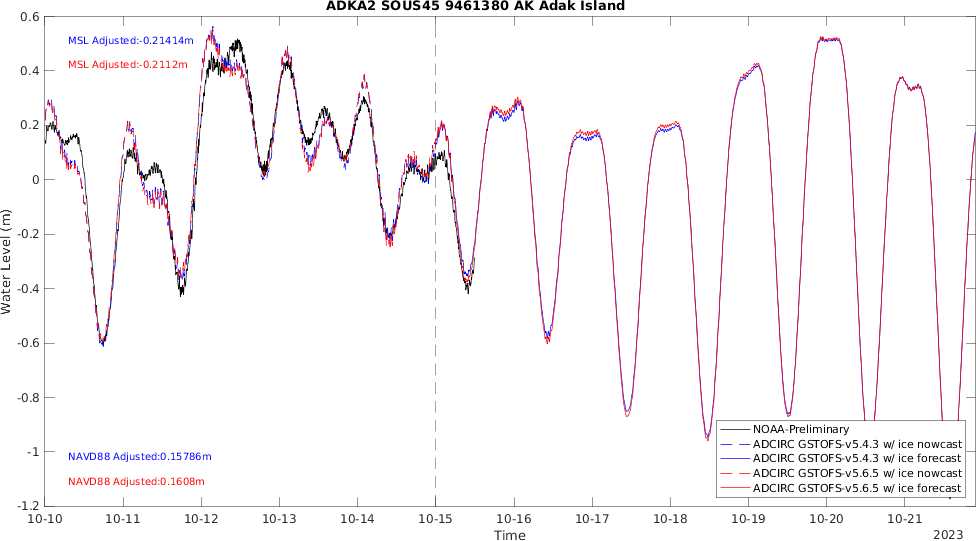 ADKA2 SOUS45 9461380 AK Adak Island
0.6
0.4
0.2
0
-0.2
-0.4
-0.6
-0.8
-1
-1.2
Water Level (m)
MSL Adjusted:-0.21414m
MSL Adjusted:-0.2112m
NAVD88 Adjusted:0.15786m
NAVD88 Adjusted:0.1608m
NOAA-Preliminary
ADCIRC GSTOFS-v5.4.3 w/ ice nowcast
ADCIRC GSTOFS-v5.4.3 w/ ice forecast
ADCIRC GSTOFS-v5.6.5 w/ ice nowcast
ADCIRC GSTOFS-v5.6.5 w/ ice forecast
10-10 10-11 10-12 10-13 10-14 10-15 10-16 10-17 10-18 10-19 10-20 10-21
Time
2023